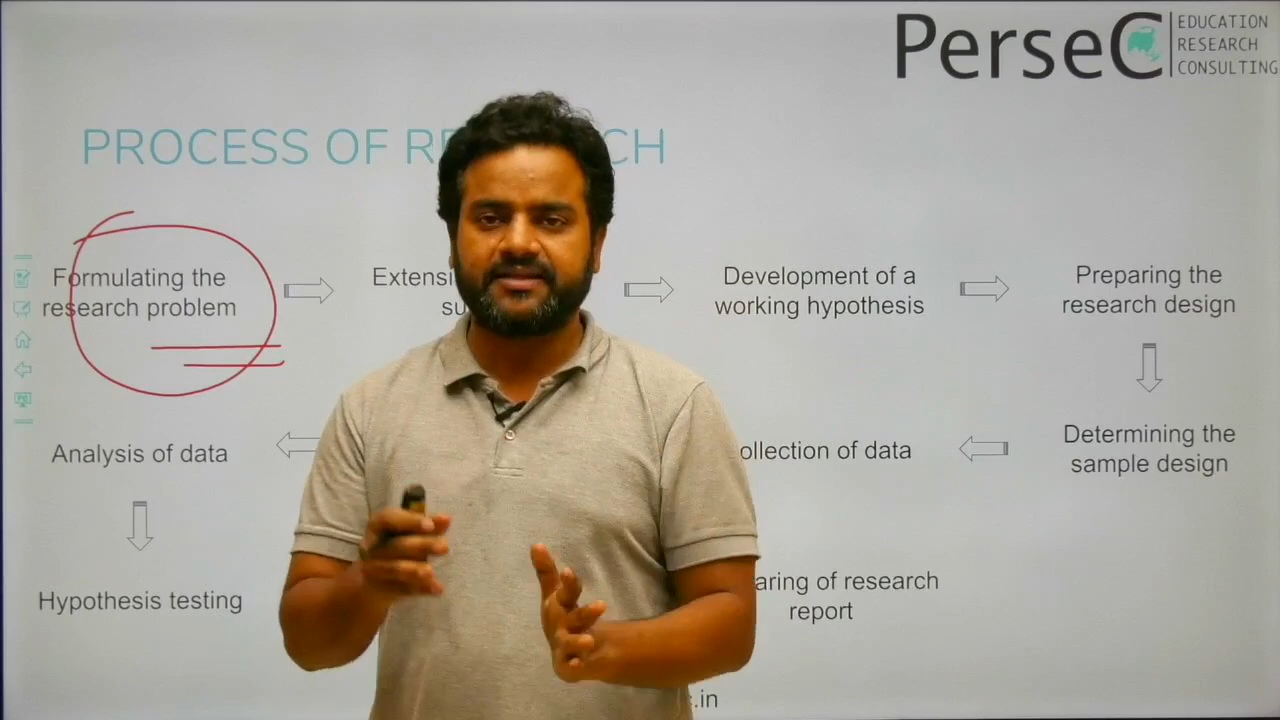 PerseC
EDUCATION
RESEARCH
CONSULTING
PROCESS OF RE CH
Formulating the
research problem
Extensi
su
Development of a
working hypothesis
Preparing the
research design
Analysis of data
ollection of data
Determining the
sample design
Hypothesis testing
aring of research
report
.in